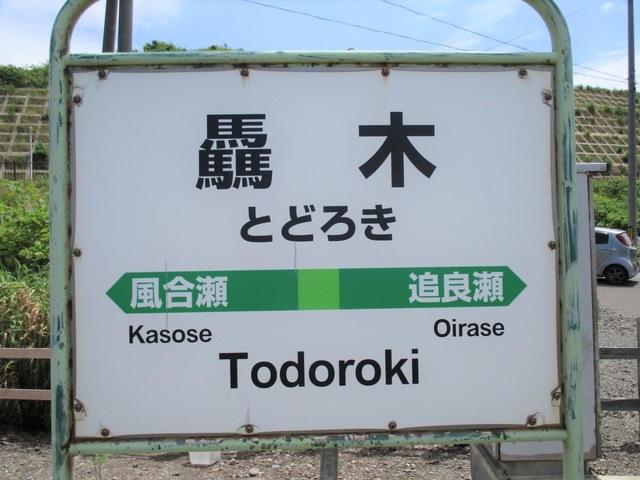 驫木
とどろき
風合瀬 追良瀬
Kasose Oirase
Todoroki